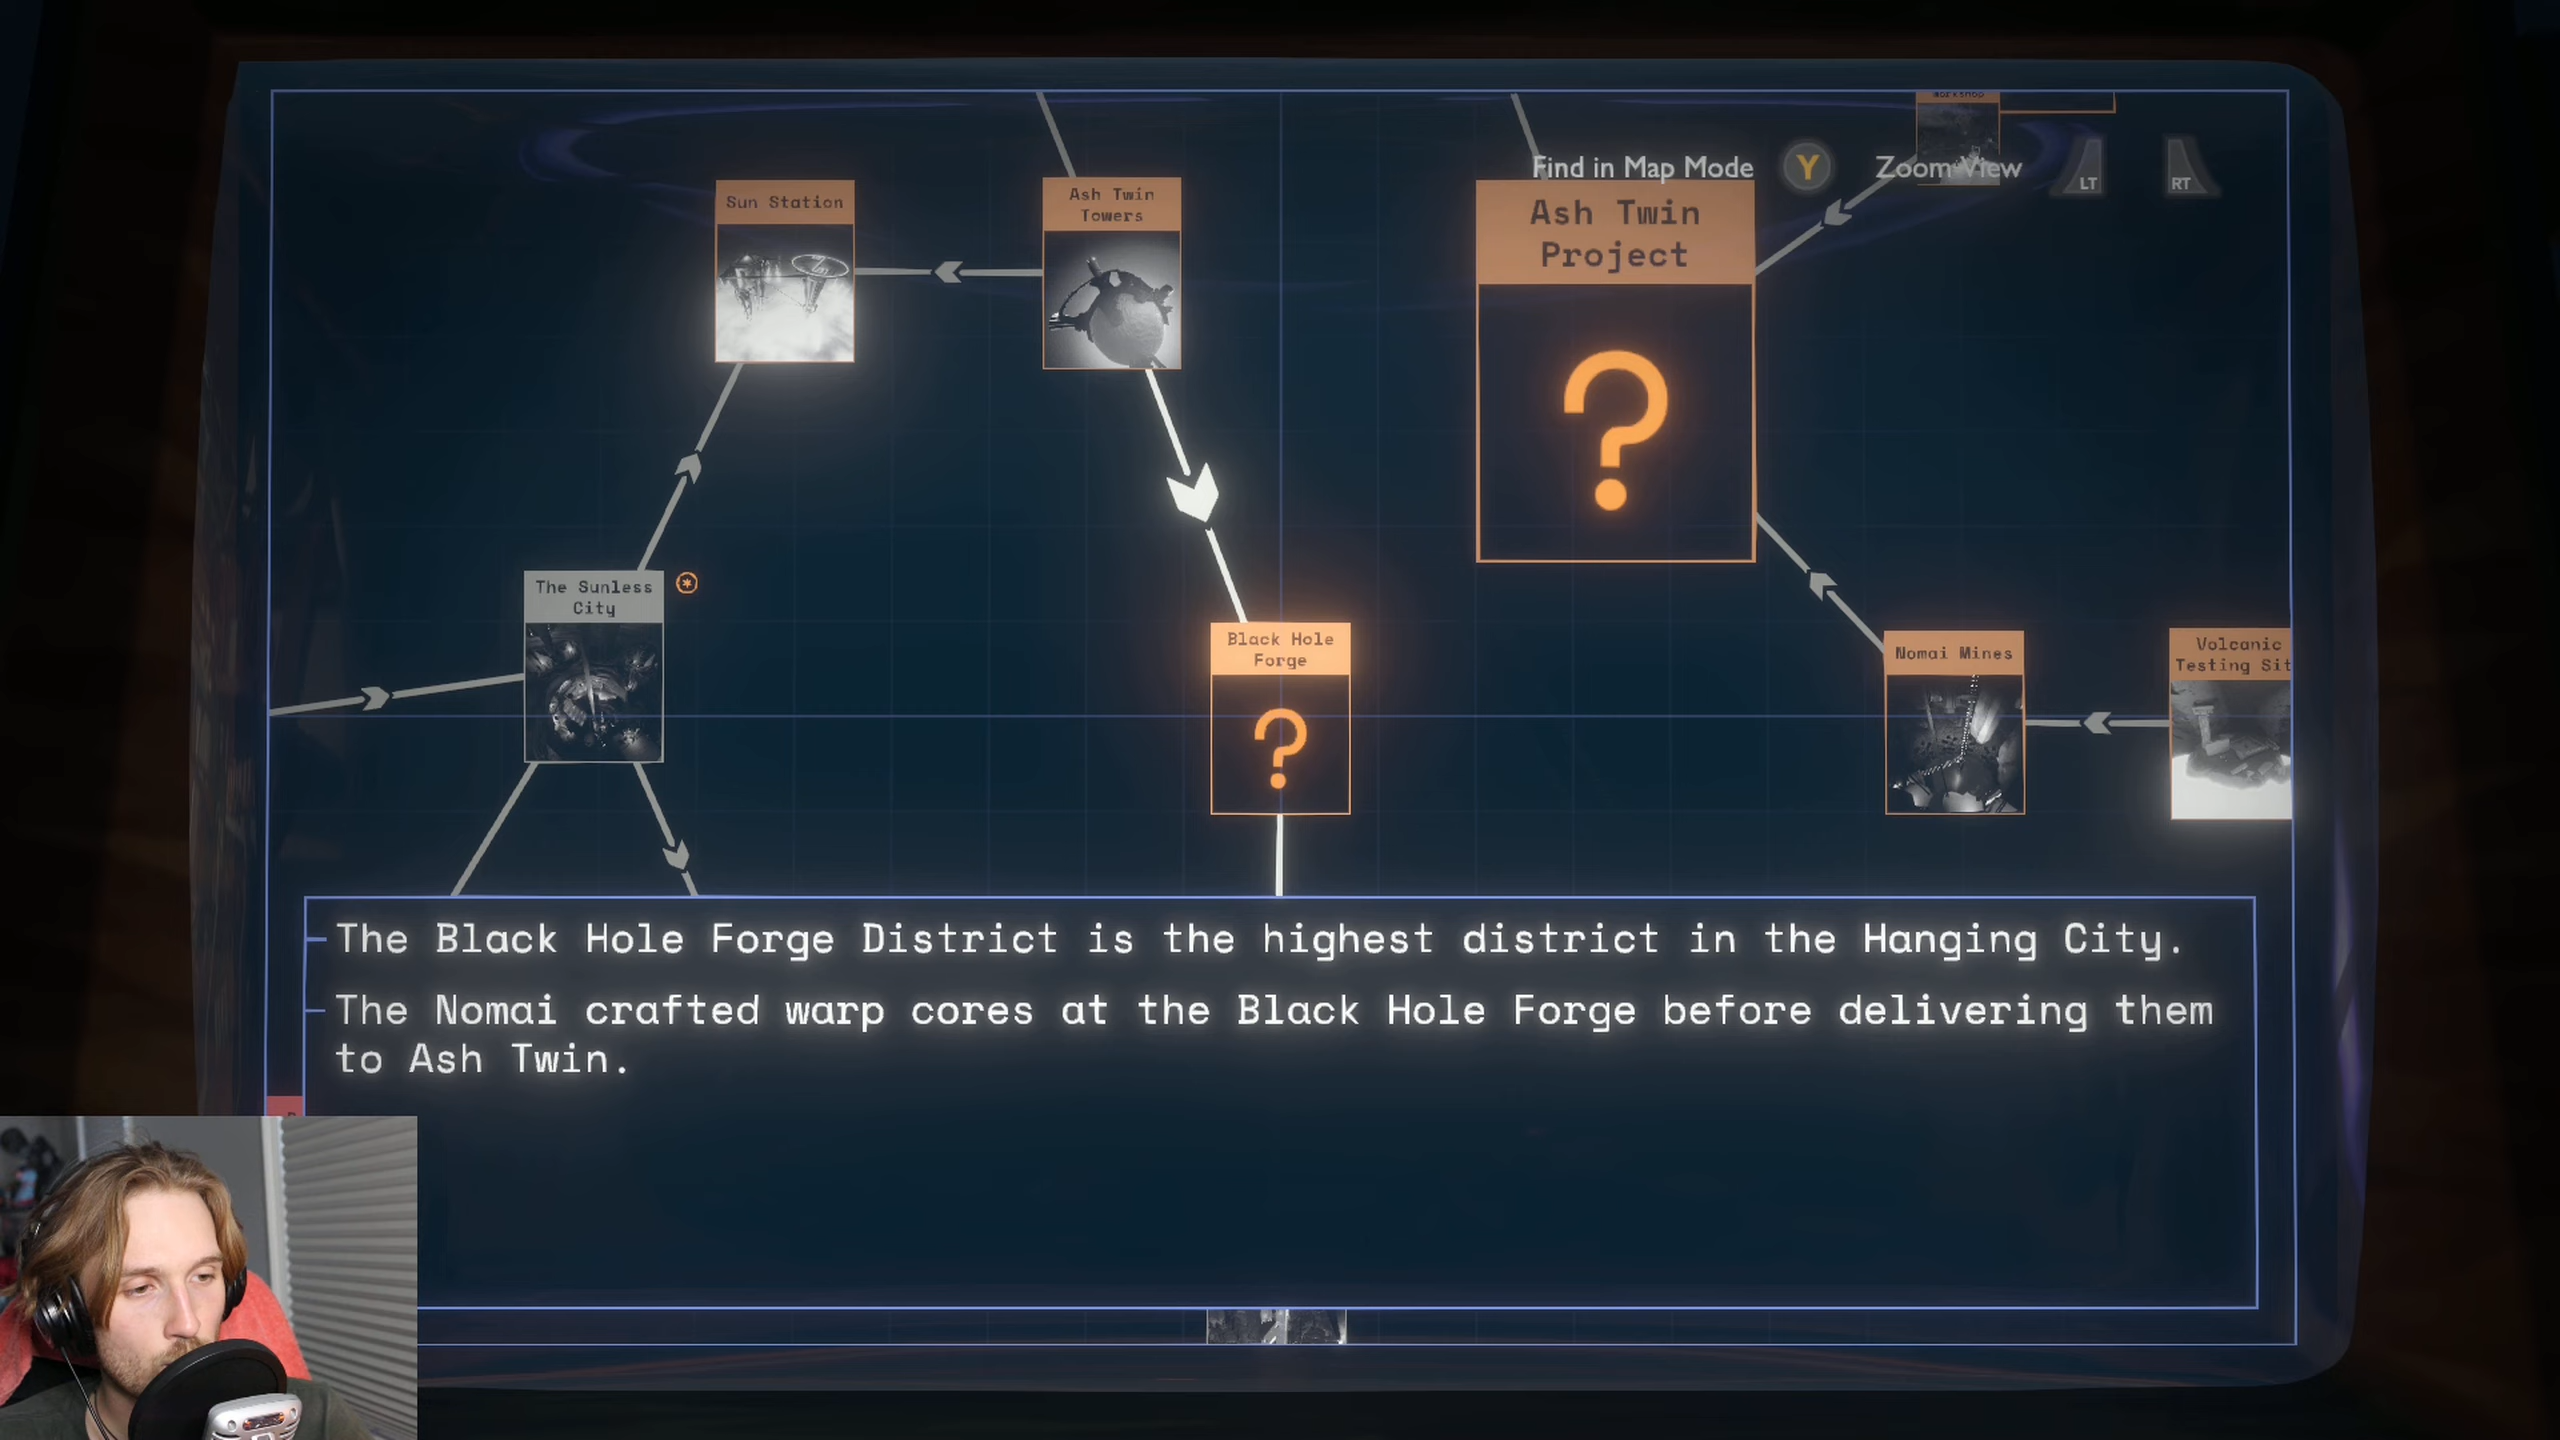 Workshop
Find in Map Mode Y Zoom View LT RT
Sun Station
Ash Twin
Towers
Ash Twin
Project
?
The Sunless
City
Black Hole
Forge
?
Nomai Mines
Volcanic
Testing Sit
The Black Hole Forge District is the highest district in the Hanging City.
The Nomai crafted warp cores at the Black Hole Forge before delivering them
to Ash Twin.